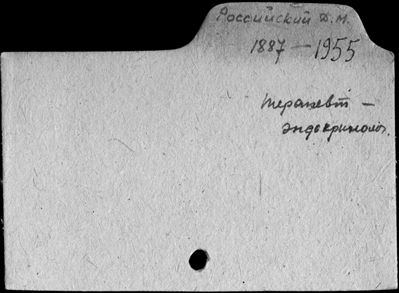 Российский Д.М.
1887 — 1955
терапевт —
эндокринолог.